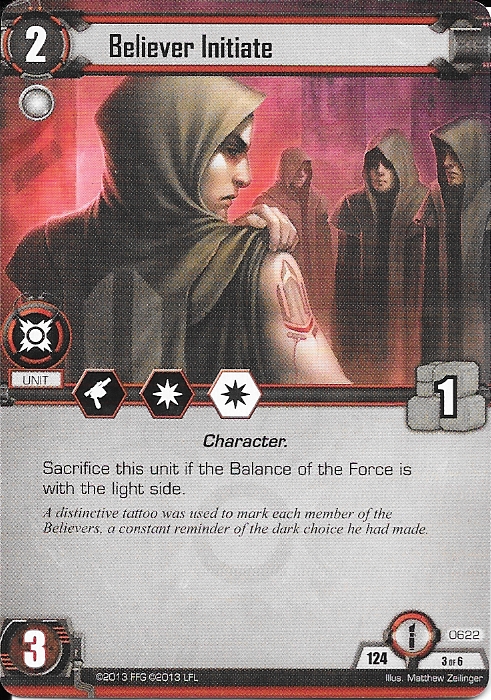 2
Believer Initiate
UNIT
1
Character.
Sacrifice this unit if the Balance of the Force is
with the light side.
A distinctive tattoo was used to mark each member of the
Believers, a constant reminder of the dark choice he had made.
3
124
3 OF 6
0622
©2013 FFG ©2013 LFL
Illus. Matthew Zeilinger